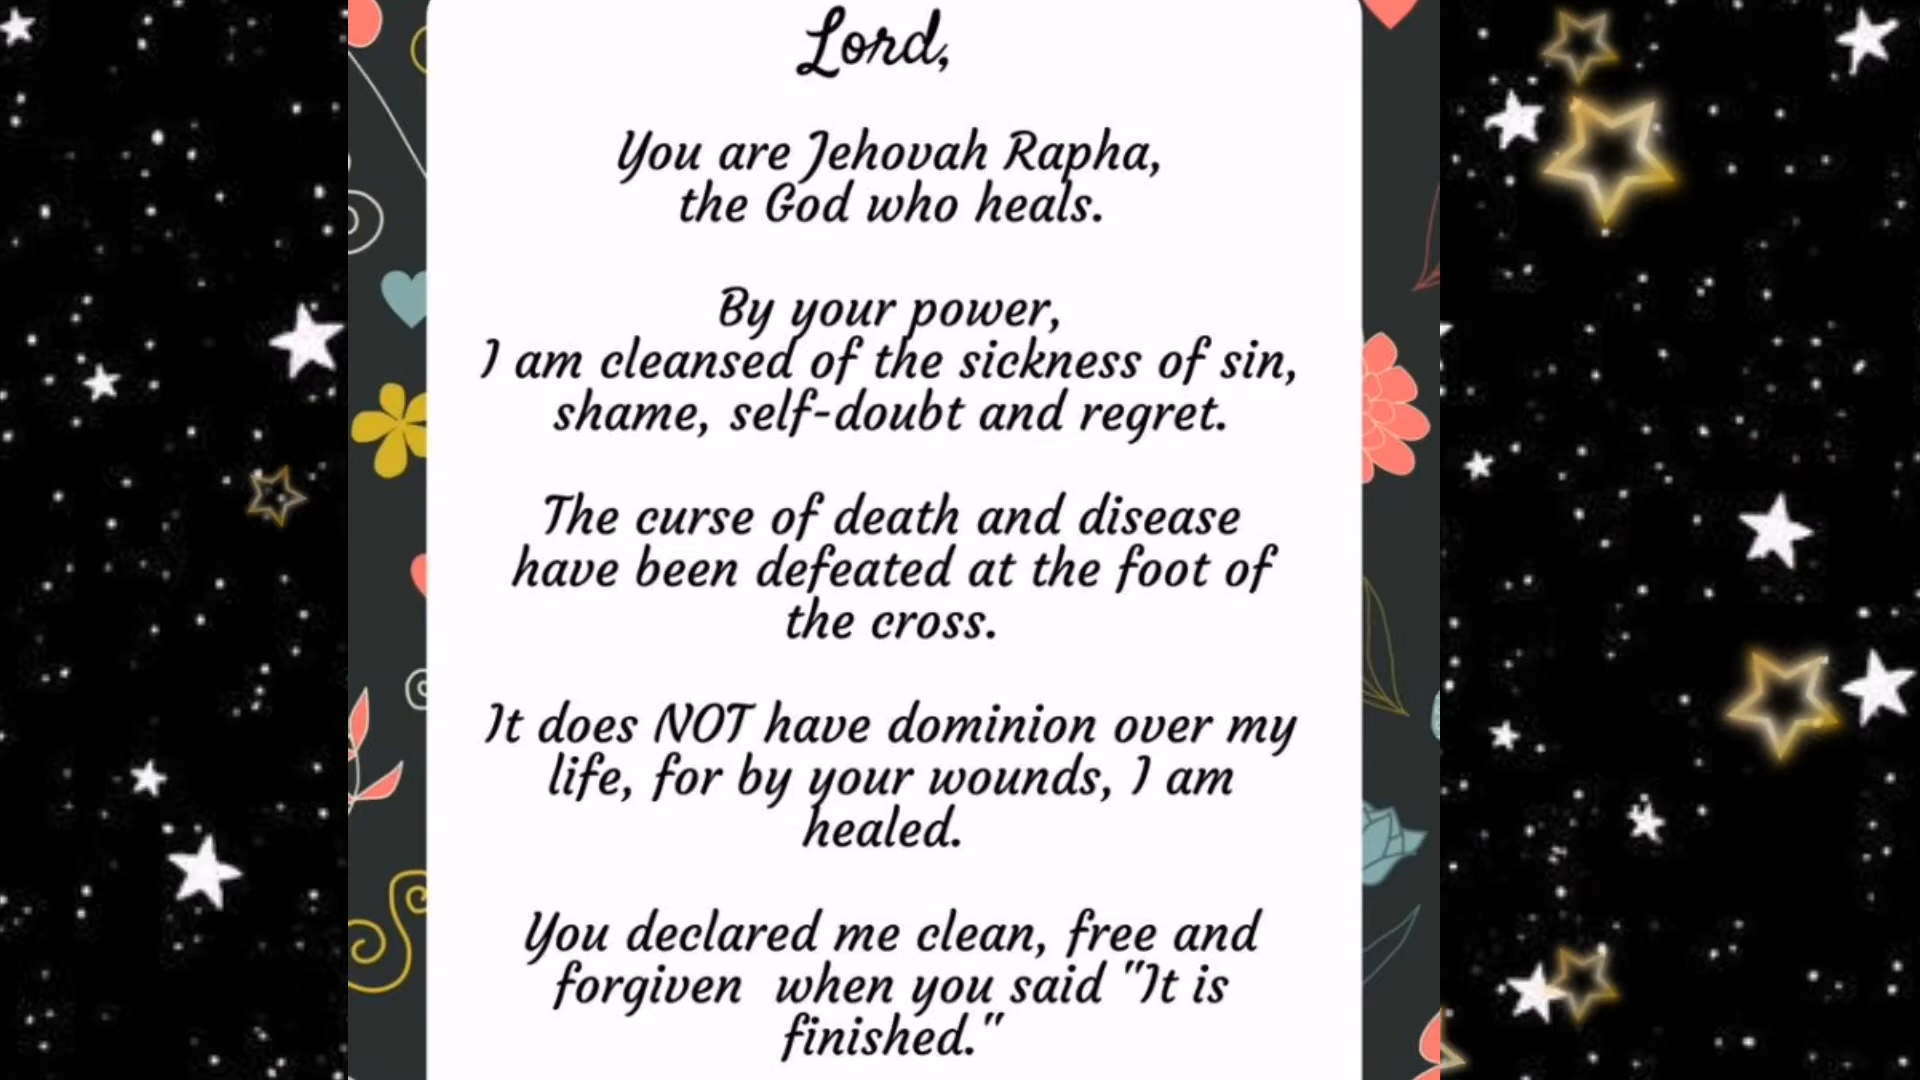 Lord,
You are Jehovah Rapha,
the God who heals.
By your power,
I am cleansed of the sickness of sin,
shame, self-doubt and regret.
The curse of death and disease
have been defeated at the foot of
the cross.
It does NOT have dominion over my
life, for by your wounds, I am
healed.
You declared me clean, free and
forgiven  when you said "It is
finished."